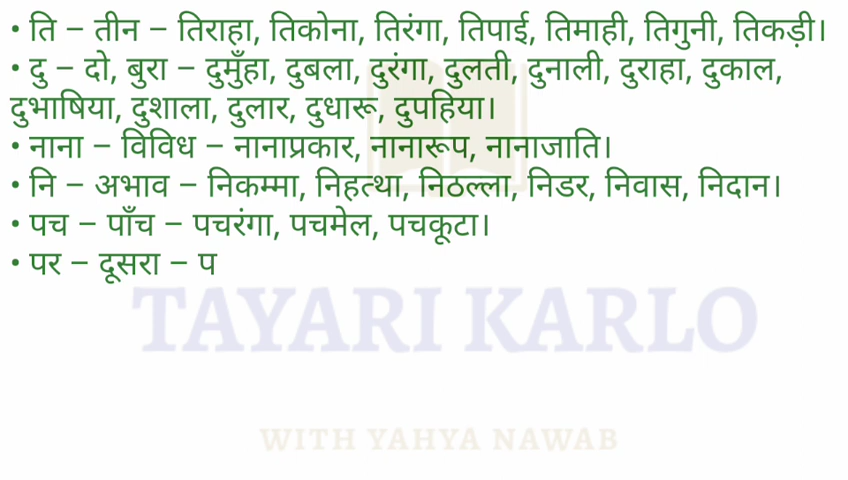 • ति – तीन – तिराहा, तिकोना, तिरंगा, तिपाई, तिमाही, तिगुनी, तिकड़ी।
• दु – दो, बुरा – दुमुँहा, दुबला, दुरंगा, दुलती, दुनाली, दुराहा, दुकाल,
दुभाषिया, दुशाला, दुलार, दुधारू, दुपहिया।
• नाना – विविध – नानाप्रकार, नानारूप, नानाजाति।
• नि – अभाव – निकम्मा, निहत्था, निठल्ला, निडर, निवास, निदान।
• पच – पाँच – पचरंगा, पचमेल, पचकूटा।
• पर – दूसरा – प
TAYARI KARLO
WITH YAHYA NAWAB